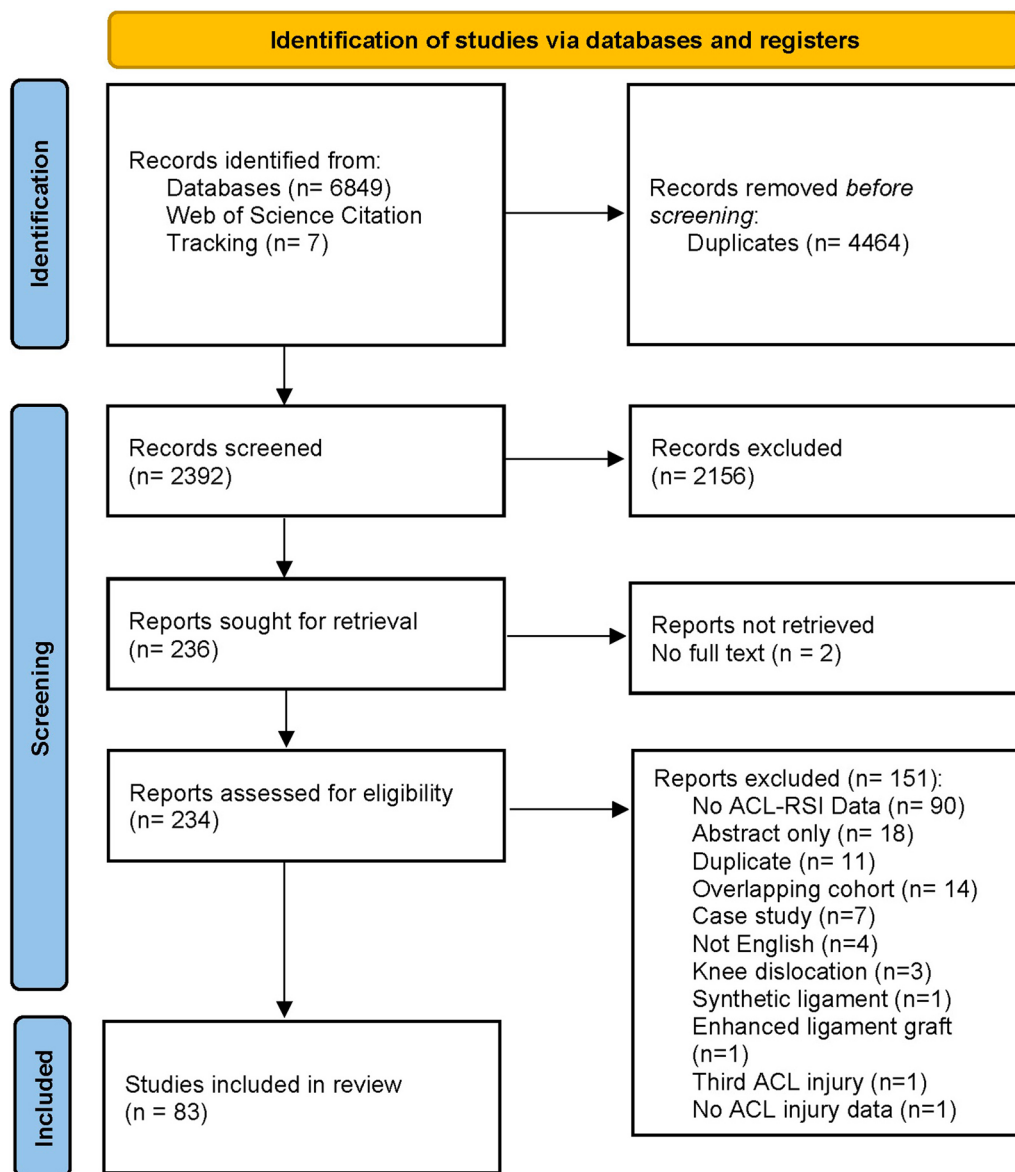 Identification of studies via databases and registers
Identification
Records identified from:
Databases (n= 6849)
Web of Science Citation
Tracking (n= 7)
Records removed before
screening:
Duplicates (n= 4464)
Screening
Records screened
(n= 2392)
Records excluded
(n= 2156)
Reports sought for retrieval
(n= 236)
Reports not retrieved
No full text (n = 2)
Reports assessed for eligibility
(n= 234)
Reports excluded (n= 151):
No ACL-RSI Data (n= 90)
Abstract only (n= 18)
Duplicate (n= 11)
Overlapping cohort (n= 14)
Case study (n=7)
Not English (n=4)
Knee dislocation (n=3)
Synthetic ligament (n=1)
Enhanced ligament graft
(n=1)
Third ACL injury (n=1)
No ACL injury data (n=1)
Included
Studies included in review
(n = 83)